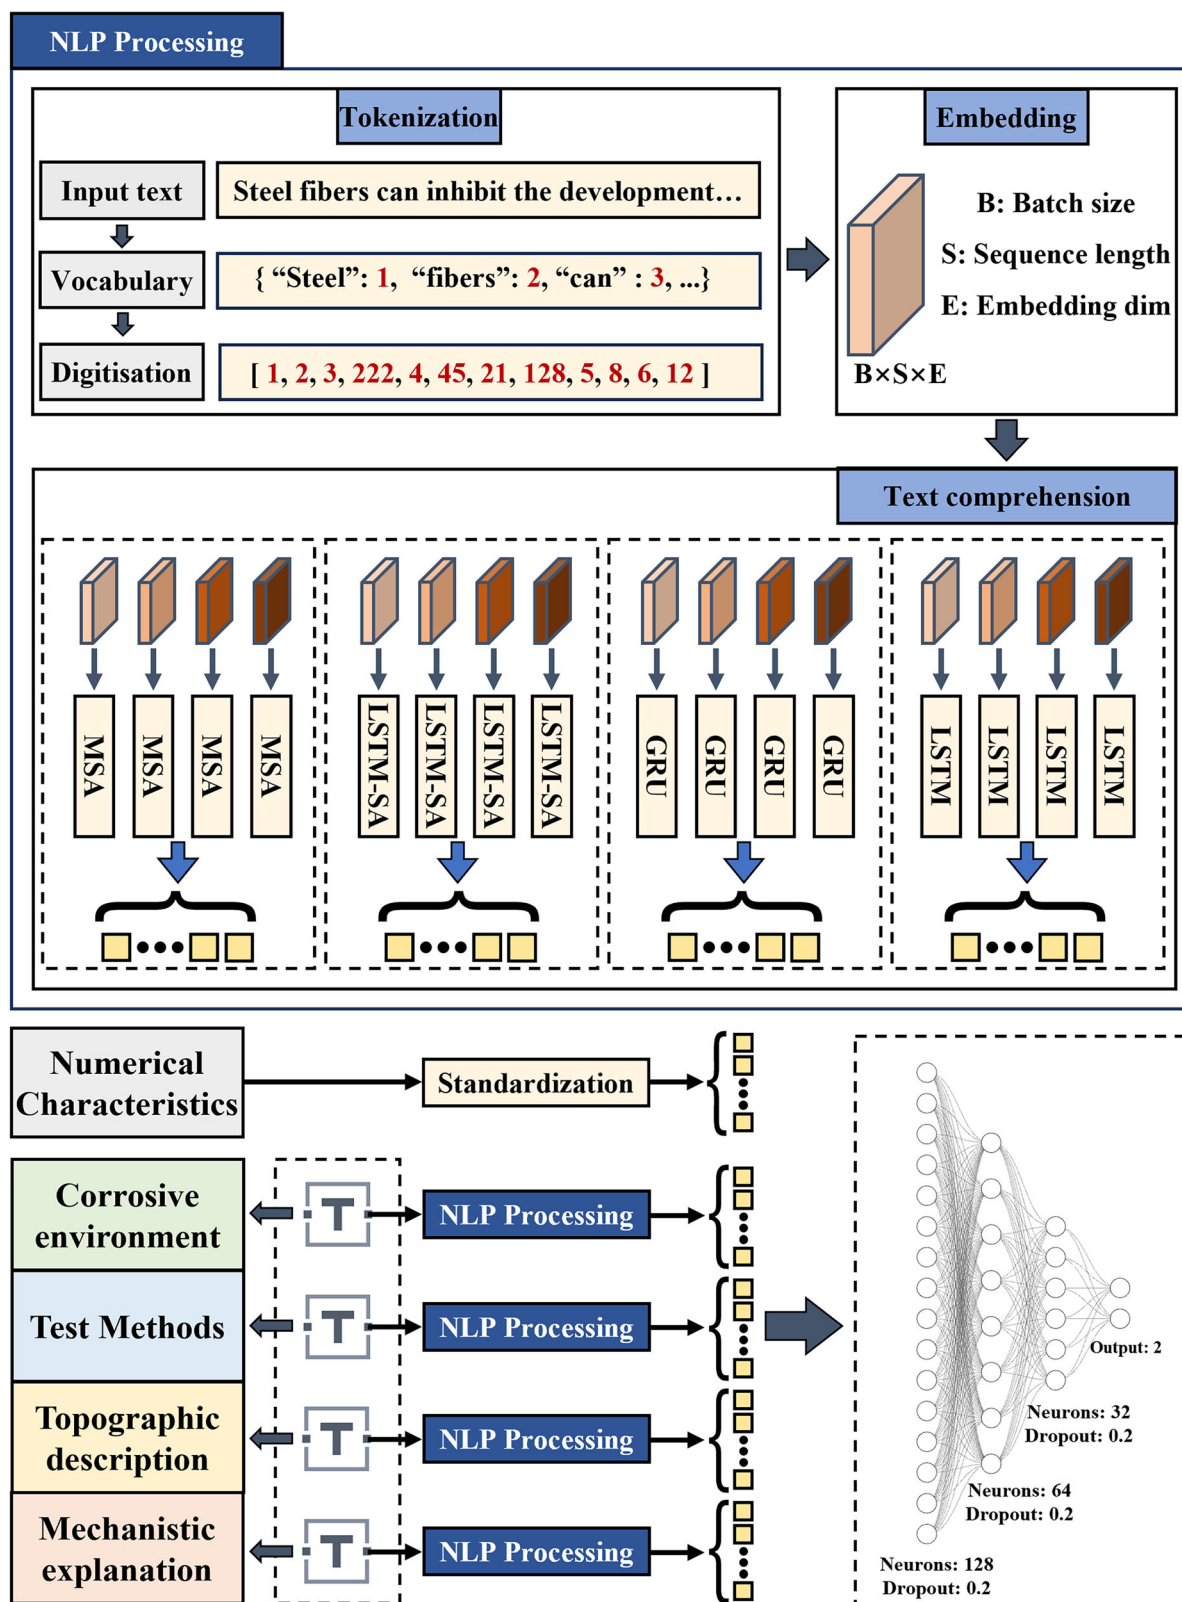 NLP Processing
Tokenization
Input text
Steel fibers can inhibit the development...
Vocabulary
{ “Steel”: 1, “fibers”: 2, “can” : 3, ...}
Digitisation
[ 1, 2, 3, 222, 4, 45, 21, 128, 5, 8, 6, 12 ]
Embedding
B: Batch size
S: Sequence length
E: Embedding dim
B×S×E
Text comprehension
MSA
MSA
MSA
MSA
LSTM-SA
LSTM-SA
LSTM-SA
LSTM-SA
GRU
GRU
GRU
GRU
LSTM
LSTM
LSTM
LSTM
Numerical
Characteristics
Standardization
Corrosive
environment
T
NLP Processing
Test Methods
T
NLP Processing
Topographic
description
T
NLP Processing
Mechanistic
explanation
T
NLP Processing
Output: 2
Neurons: 32
Dropout: 0.2
Neurons: 64
Dropout: 0.2
Neurons: 128
Dropout: 0.2